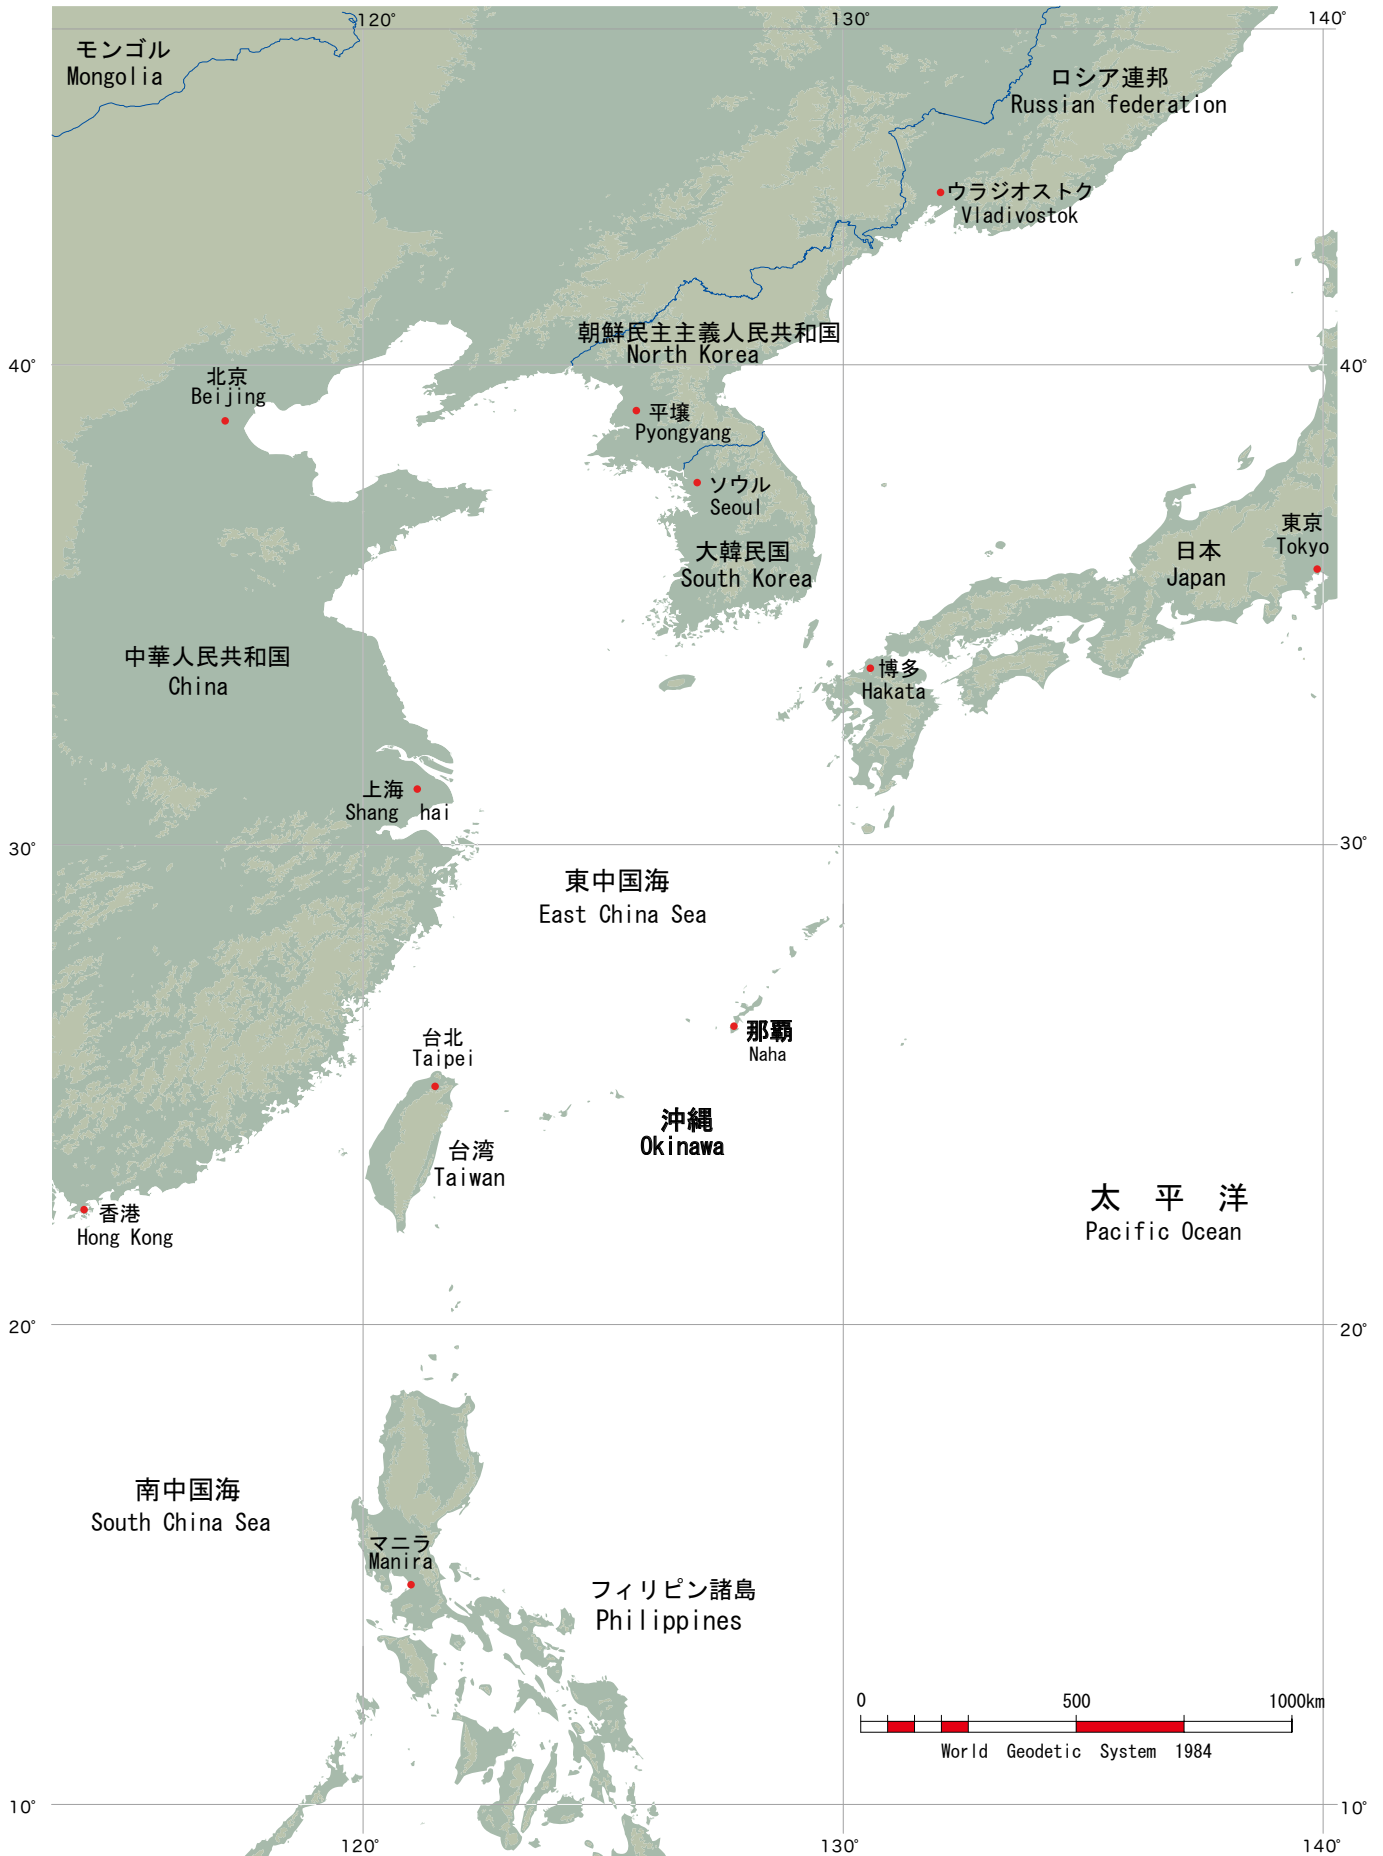 120°
130°
140°
モンゴル
Mongolia
ロシア連邦
Russian federation
ウラジオストク
Vladivostok
朝鮮民主主義人民共和国
North Korea
40°
40°
北京
Beijing
平壌
Pyongyang
ソウル
Seoul
東京
Tokyo
大韓民国
South Korea
日本
Japan
中華人民共和国
China
博多
Hakata
上海
Shang hai
30°
30°
東中国海
East China Sea
那覇
Naha
台北
Taipei
沖縄
Okinawa
台湾
Taiwan
太 平 洋
Pacific Ocean
香港
Hong Kong
20°
20°
南中国海
South China Sea
マニラ
Manira
フィリピン諸島
Philippines
0 500 1000km
World Geodetic System 1984
10°
10°
120°
130°
140°